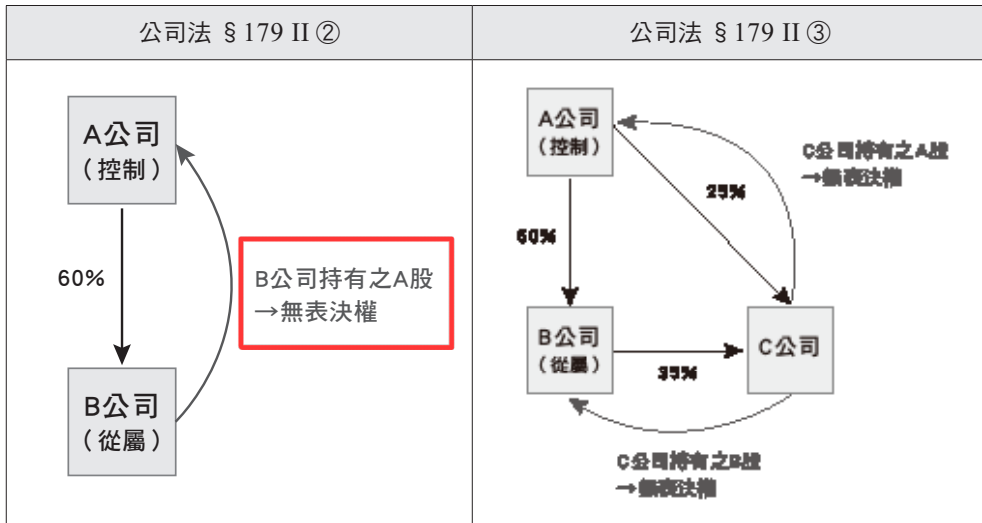 公司法 §179 II ②
公司法 §179 II ③
A公司
（控制）
60%
B公司持有之A股
→無表決權
B公司
（從屬）
A公司
（控制）
C公司持有之A股
→無表決權
25%
60%
B公司
（從屬）
35%
C公司
C公司持有之B股
→無表決權